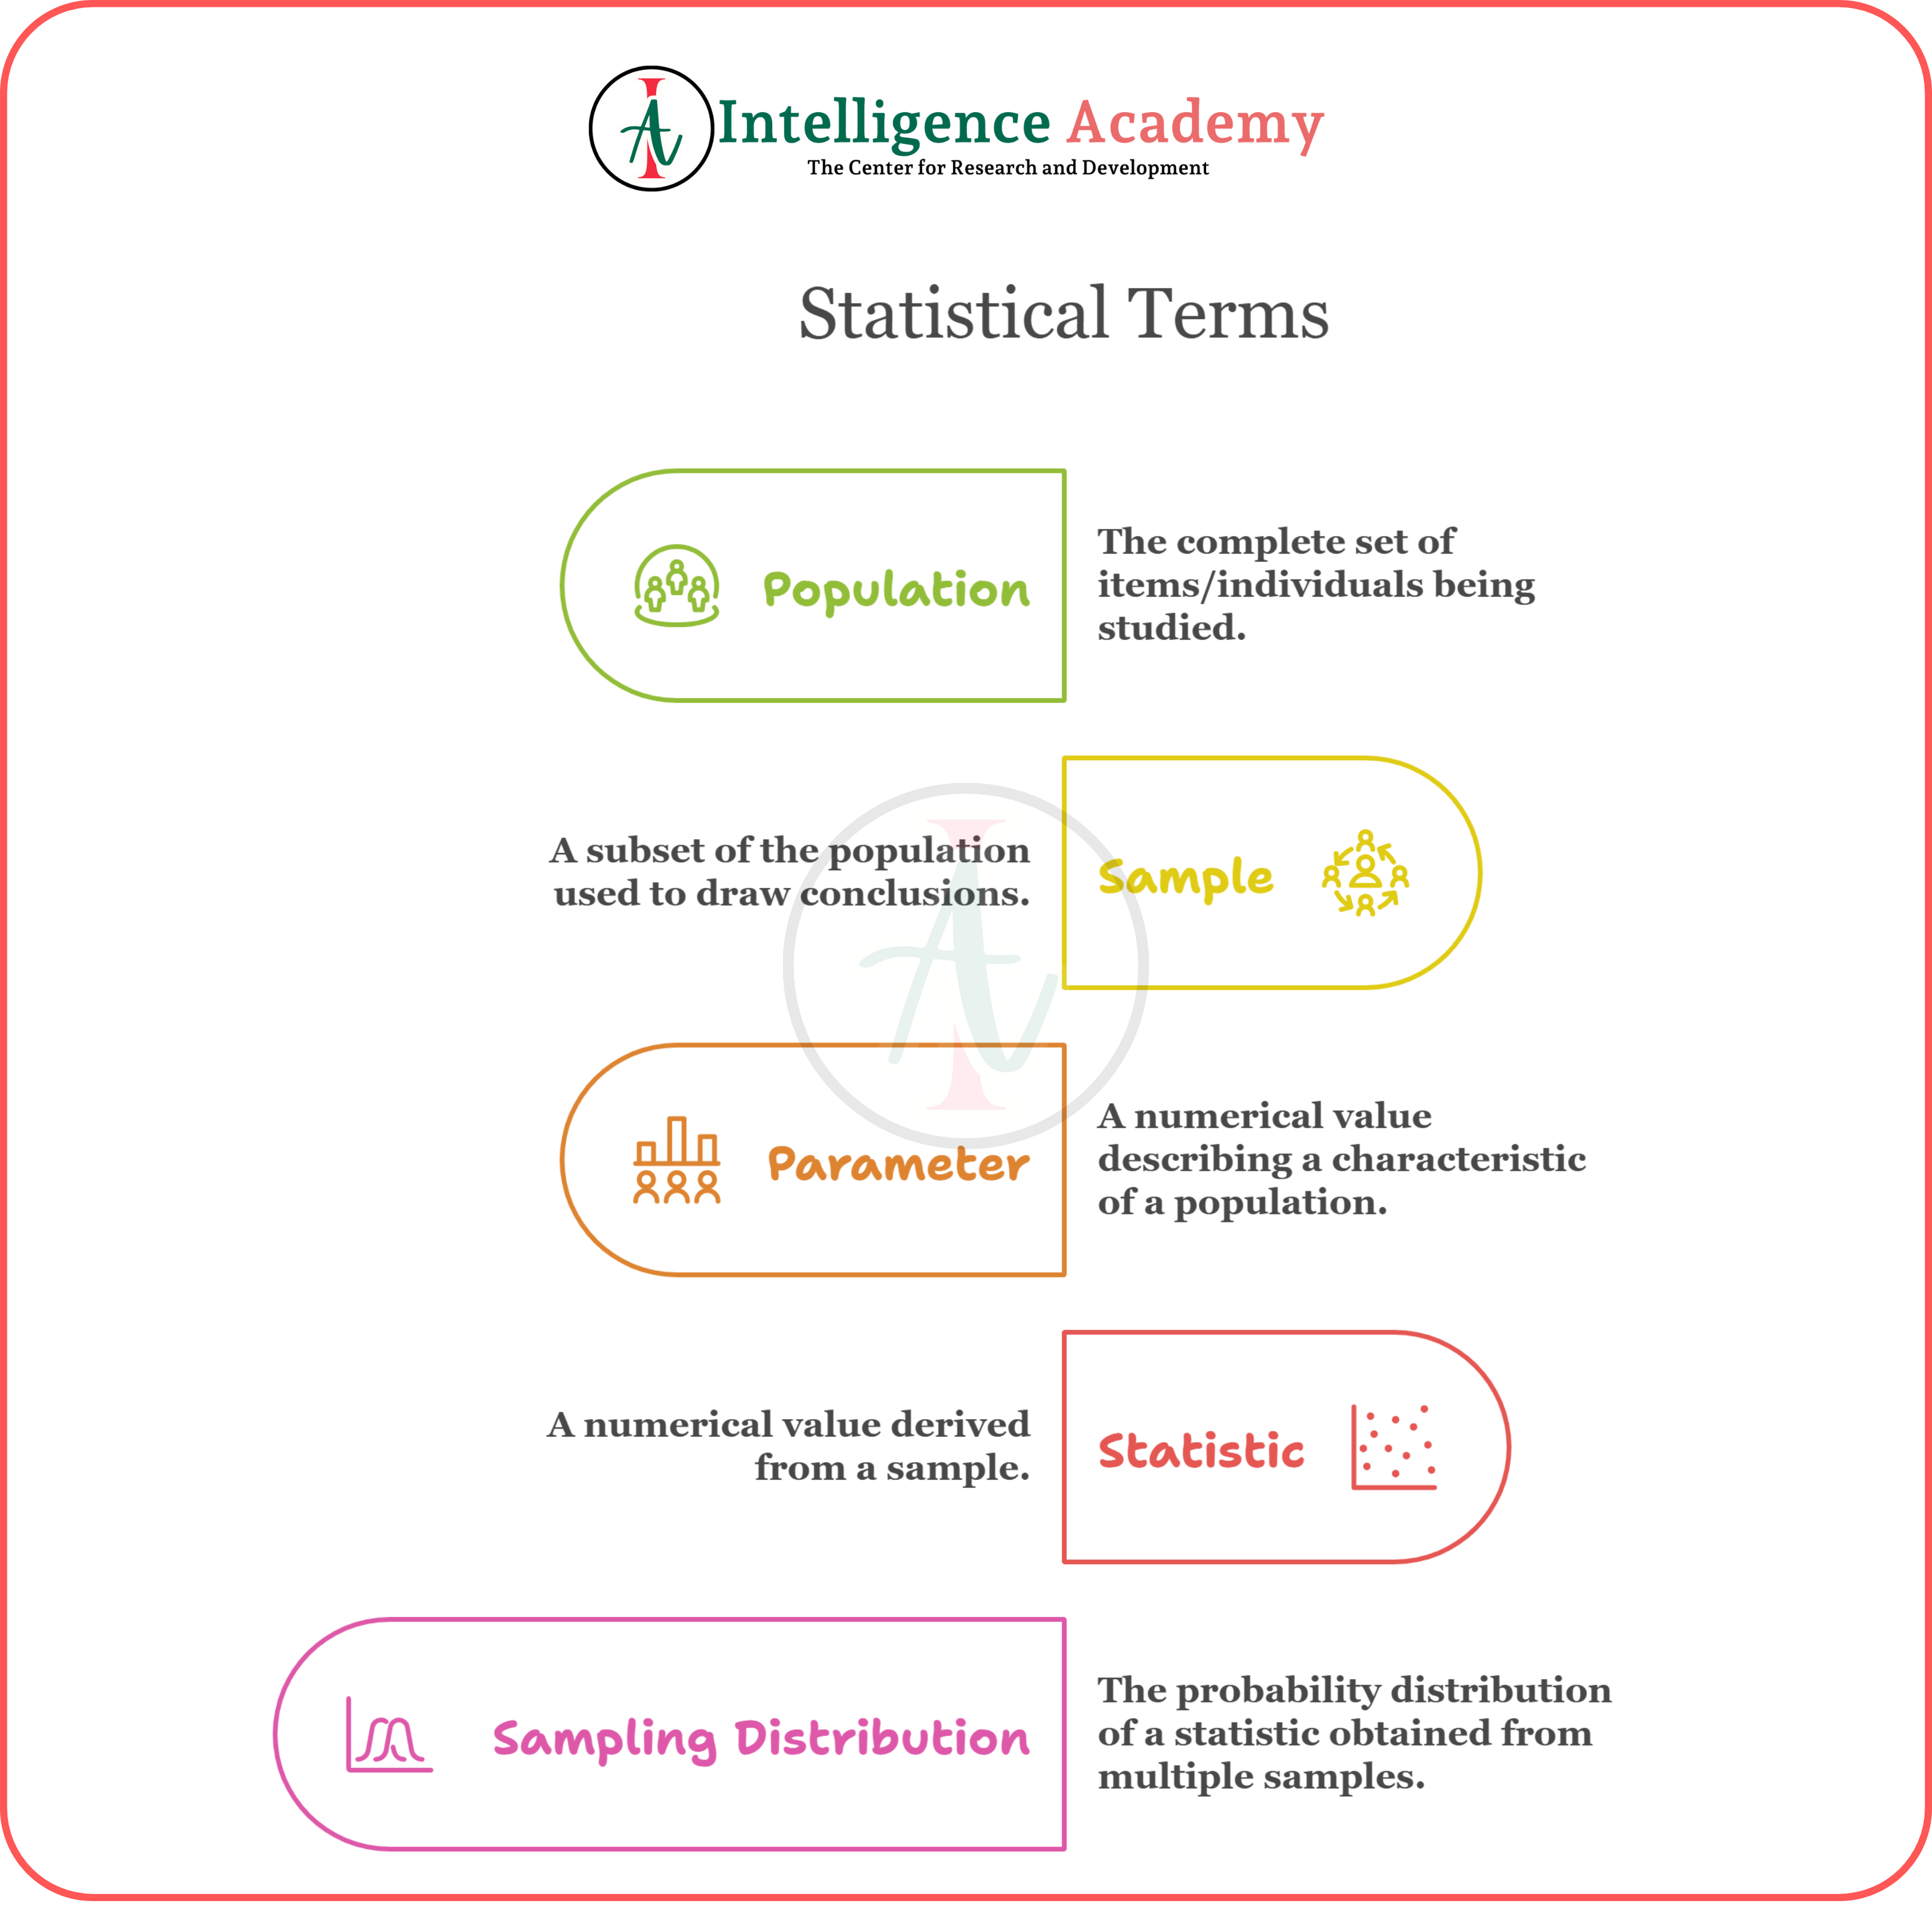 Intelligence Academy
The Center for Research and Development
Statistical Terms
Population
The complete set of
items/individuals being
studied.
A subset of the population
used to draw conclusions.
Sample
Parameter
A numerical value
describing a characteristic
of a population.
A numerical value derived
from a sample.
Statistic
Sampling Distribution
The probability distribution
of a statistic obtained from
multiple samples.